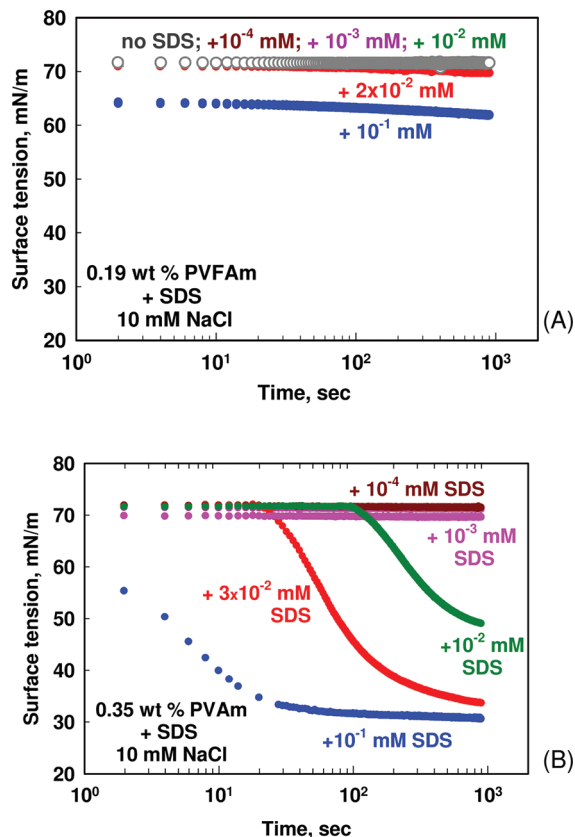 80
no SDS; +10⁻⁴ mM; +10⁻³ mM; + 10⁻² mM
70
+ 2x10⁻² mM
60
+ 10⁻¹ mM
50
40
30
20
Surface tension, mN/m
0.19 wt % PVFAm
+ SDS
10 mM NaCl
(A)
10⁰ 10¹ 10² 10³
Time, sec
80
+ 10⁻⁴ mM SDS
70
+ 10⁻³ mM
SDS
60
+ 3x10⁻² mM
SDS
50
+10⁻² mM
SDS
40
30
20
Surface tension, mN/m
0.35 wt % PVAm
+ SDS
10 mM NaCl
+10⁻¹ mM SDS
(B)
10⁰ 10¹ 10² 10³
Time, sec